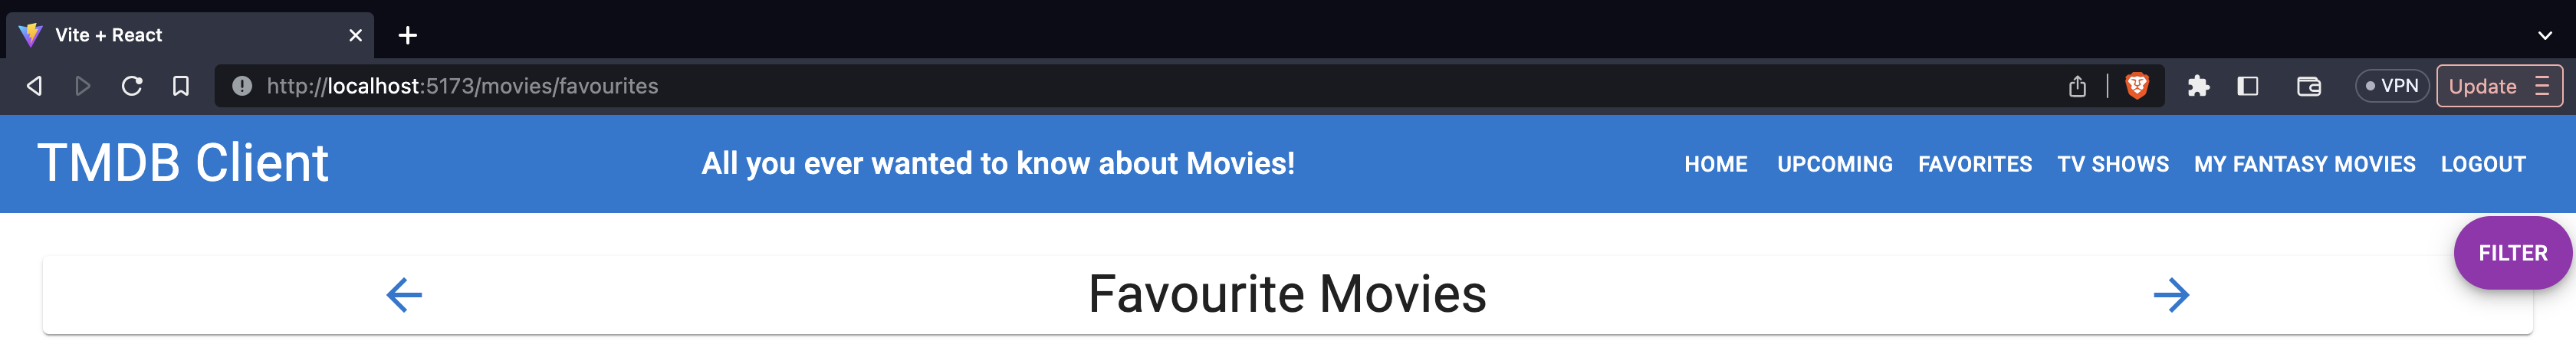 Vite + React
http://localhost:5173/movies/favourites
VPN
Update
TMDB Client
All you ever wanted to know about Movies!
HOME UPCOMING FAVORITES TV SHOWS MY FANTASY MOVIES LOGOUT
FILTER
Favourite Movies